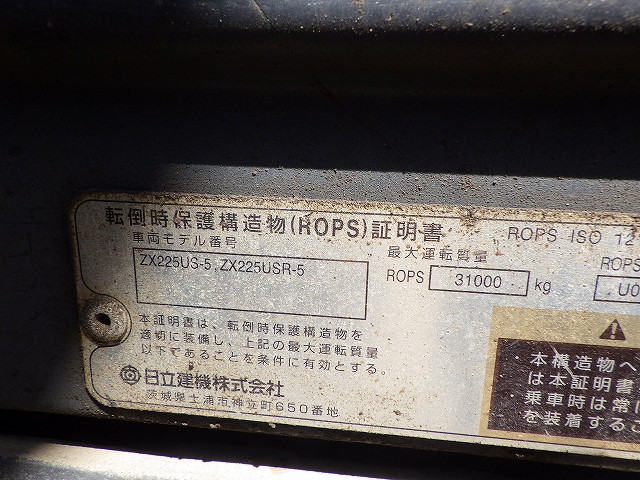 転倒時保護構造物(ROPS)証明書 ROPS ISO 12
車両モデル番号
最大運転質量
ZX225US-5,ZX225USR-5
ROPS 31000 kg
ROPS
U0
本証明書は、転倒時保護構造物を
適切に装備し、上記の最大運転質量
以下であることを条件に有効とする。
日立建機株式会社
茨城県土浦市神立町650番地
本構造物へ
は本証明書
乗車時は常に
を装着するこ